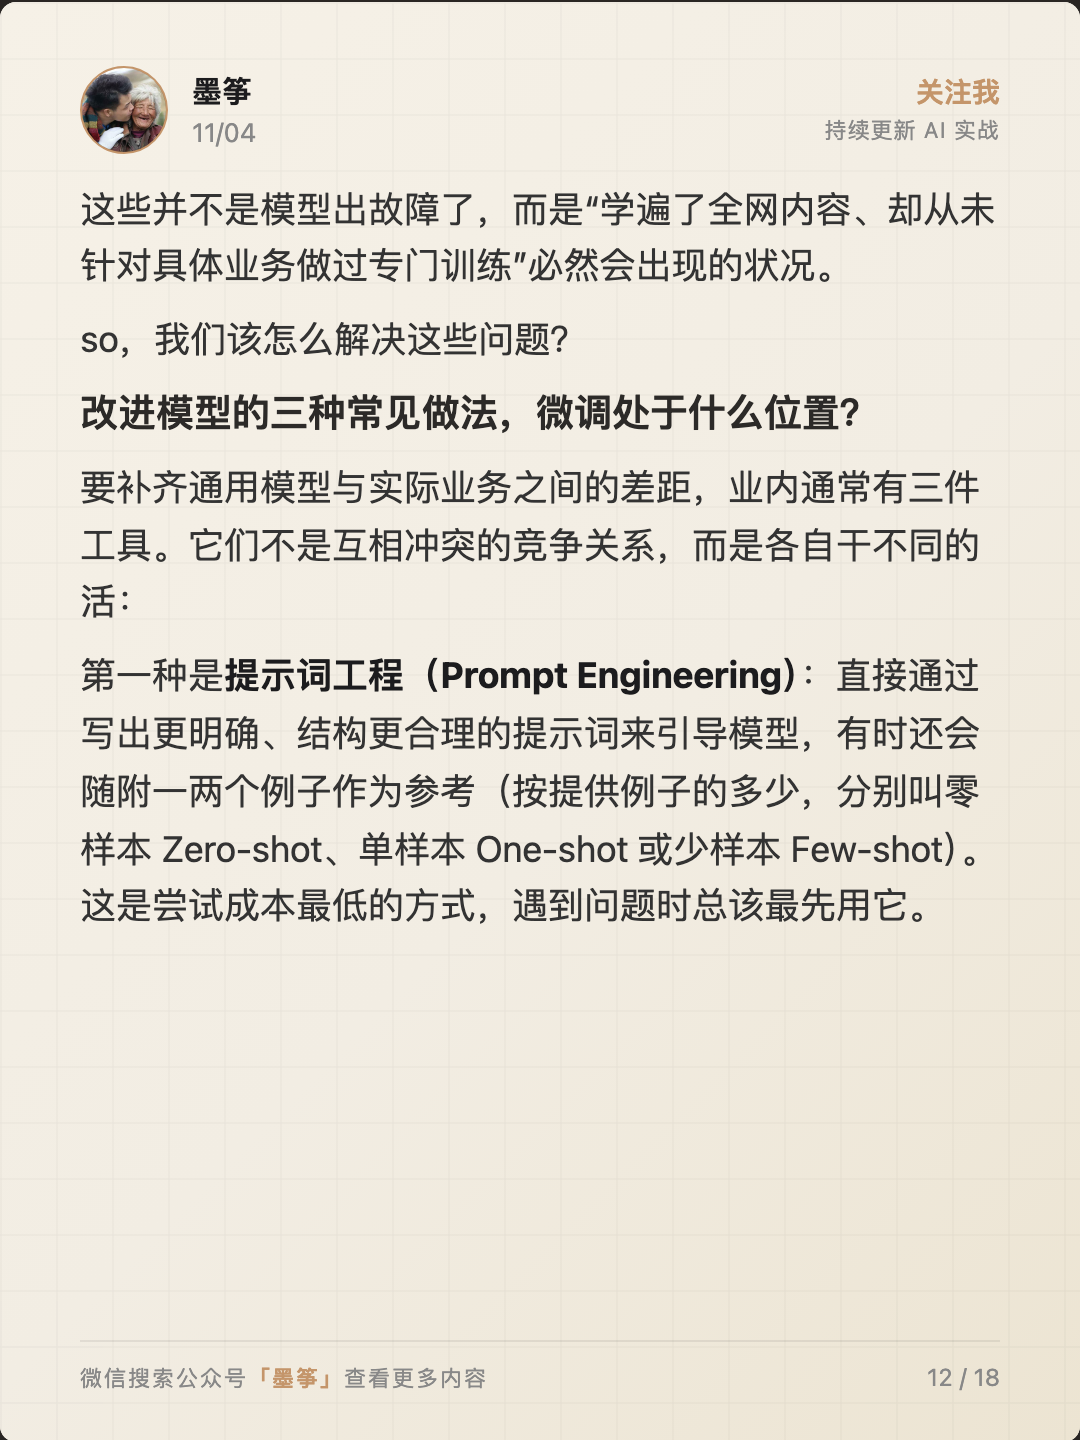 墨筝
11/04
关注我
持续更新 AI 实战
这些并不是模型出故障了，而是“学遍了全网内容、却从未
针对具体业务做过专门训练”必然会出现的状况。
so，我们该怎么解决这些问题？
改进模型的三种常见做法，微调处于什么位置？
要补齐通用模型与实际业务之间的差距，业内通常有三件
工具。它们不是互相冲突的竞争关系，而是各自干不同的
活：
第一种是提示词工程（Prompt Engineering）：直接通过
写出更明确、结构更合理的提示词来引导模型，有时还会
随附一两个例子作为参考（按提供例子的多少，分别叫零
样本 Zero-shot、单样本 One-shot 或少样本 Few-shot）。
这是尝试成本最低的方式，遇到问题时总该最先用它。
微信搜索公众号「墨筝」查看更多内容
12 / 18